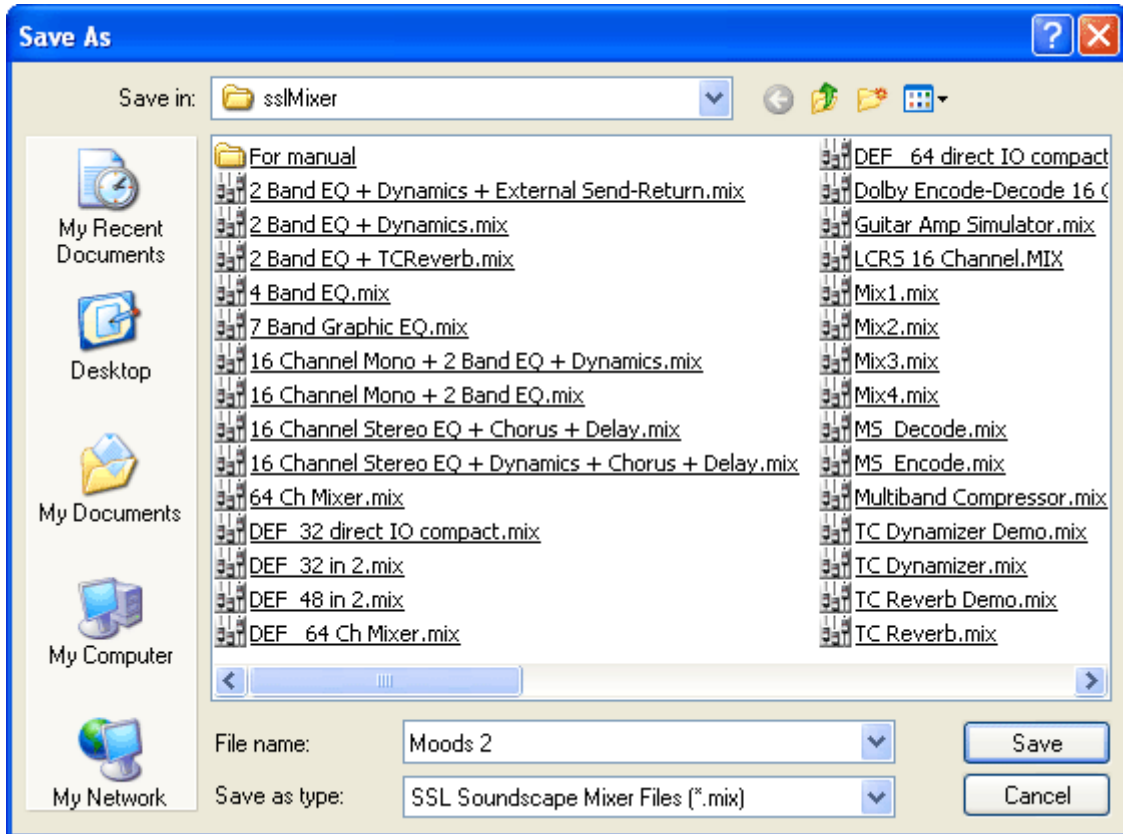 Save As
Save in:
sslMixer
My Recent
Documents
Desktop
My Documents
My Computer
My Network
For manual
2 Band EQ + Dynamics + External Send-Return.mix
2 Band EQ + Dynamics.mix
2 Band EQ + TCReverb.mix
4 Band EQ.mix
7 Band Graphic EQ.mix
16 Channel Mono + 2 Band EQ + Dynamics.mix
16 Channel Mono + 2 Band EQ.mix
16 Channel Stereo EQ + Chorus + Delay.mix
16 Channel Stereo EQ + Dynamics + Chorus + Delay.mix
64 Ch Mixer.mix
DEF_32 direct IO compact.mix
DEF_32 in 2.mix
DEF_48 in 2.mix
DEF_ 64 Ch Mixer.mix
DEF_ 64 direct IO compact
Dolby Encode-Decode 16
Guitar Amp Simulator.mix
LCRS 16 Channel.MIX
Mix1.mix
Mix2.mix
Mix3.mix
Mix4.mix
MS_Decode.mix
MS_Encode.mix
Multiband Compressor.mix
TC Dynamizer Demo.mix
TC Dynamizer.mix
TC Reverb Demo.mix
TC Reverb.mix
File name:
Moods 2
Save
Save as type:
SSL Soundscape Mixer Files (*.mix)
Cancel